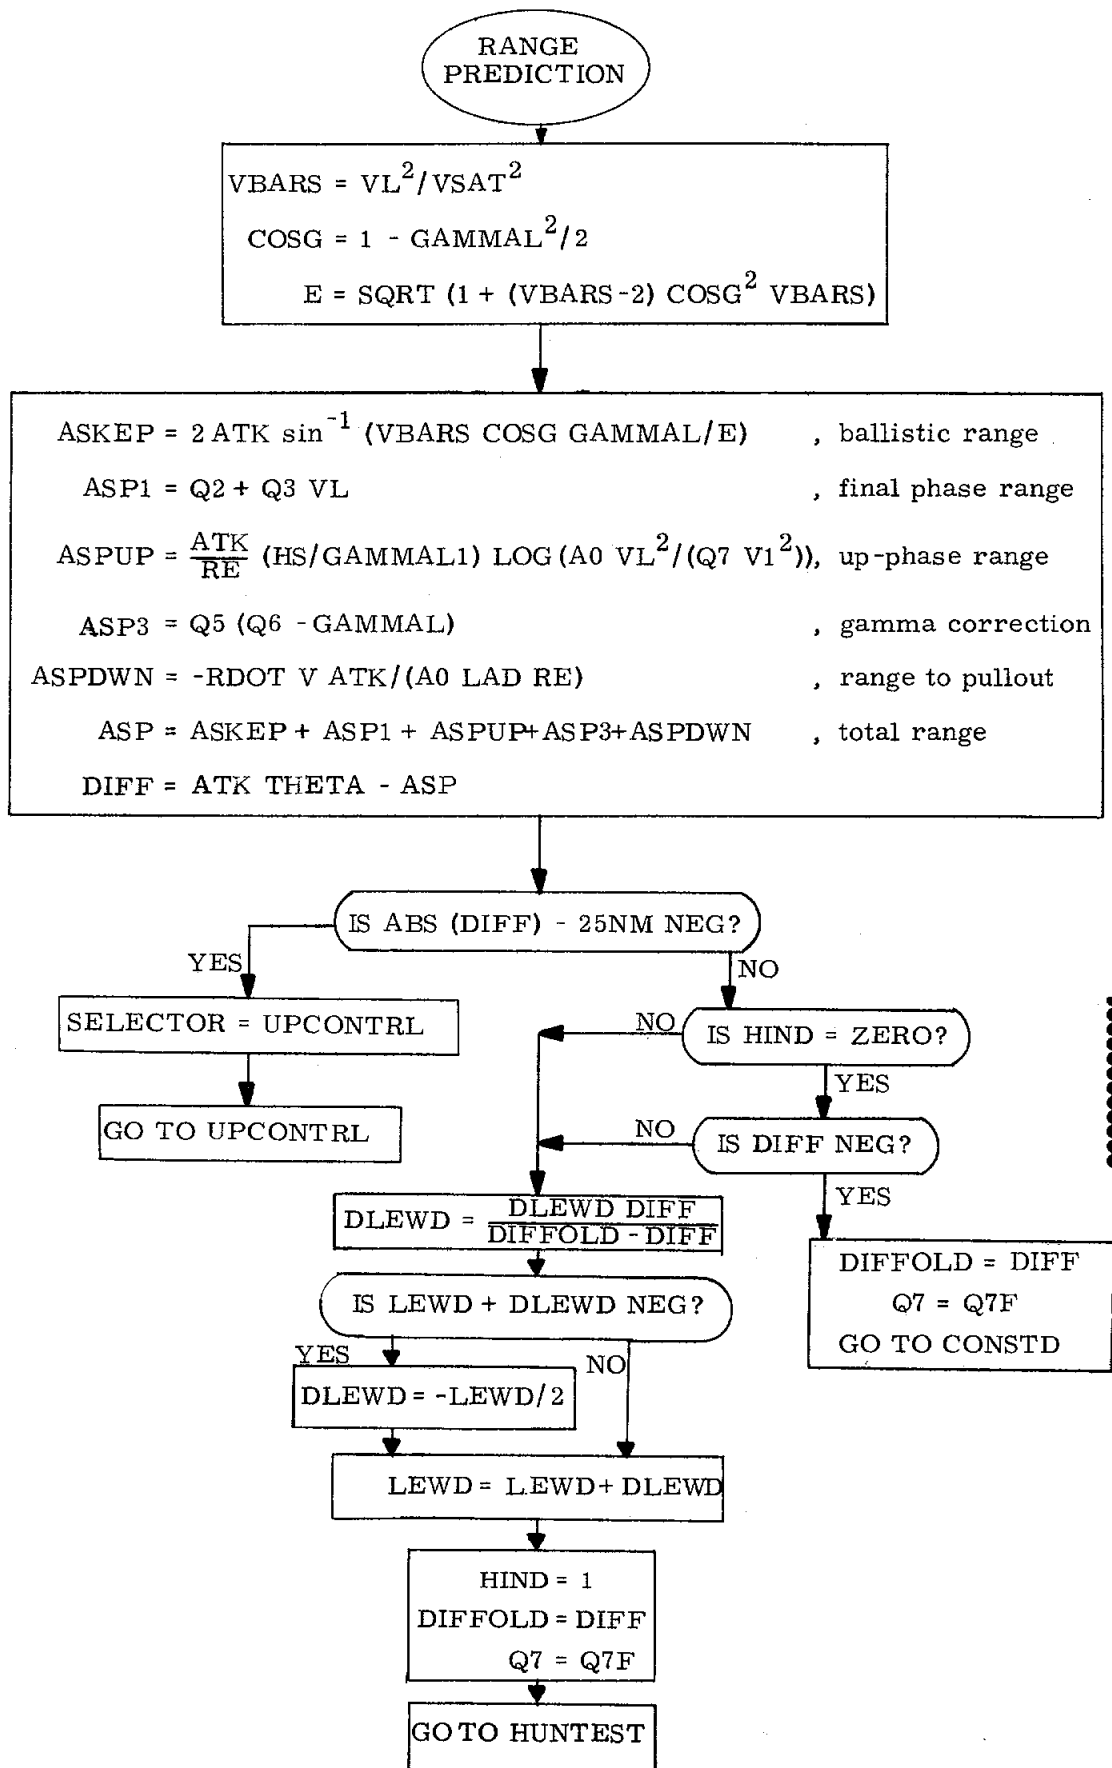 RANGE
PREDICTION
VBARS = VL²/VSAT²
COSG = 1 - GAMMAL²/2
E = SQRT (1 + (VBARS-2) COSG² VBARS)
ASKEP = 2 ATK sin⁻¹ (VBARS COSG GAMMAL/E) , ballistic range
ASP1 = Q2 + Q3 VL , final phase range
ASPUP = ATK/RE (HS/GAMMAL1) LOG (A0 VL²/(Q7 V1²)), up-phase range
ASP3 = Q5 (Q6 - GAMMAL) , gamma correction
ASPDWN = -RDOT V ATK/(A0 LAD RE) , range to pullout
ASP = ASKEP + ASP1 + ASPUP+ASP3+ASPDWN , total range
DIFF = ATK THETA - ASP
IS ABS (DIFF) - 25NM NEG?
YES
NO
SELECTOR = UPCONTRL
NO
IS HIND = ZERO?
YES
GO TO UPCONTRL
NO
IS DIFF NEG?
YES
DLEWD = DLEWD DIFF/DIFFOLD - DIFF
DIFFOLD = DIFF
Q7 = Q7F
GO TO CONSTD
IS LEWD + DLEWD NEG?
YES
NO
DLEWD = -LEWD/2
LEWD = LEWD+ DLEWD
HIND = 1
DIFFOLD = DIFF
Q7 = Q7F
GO TO HUNTEST